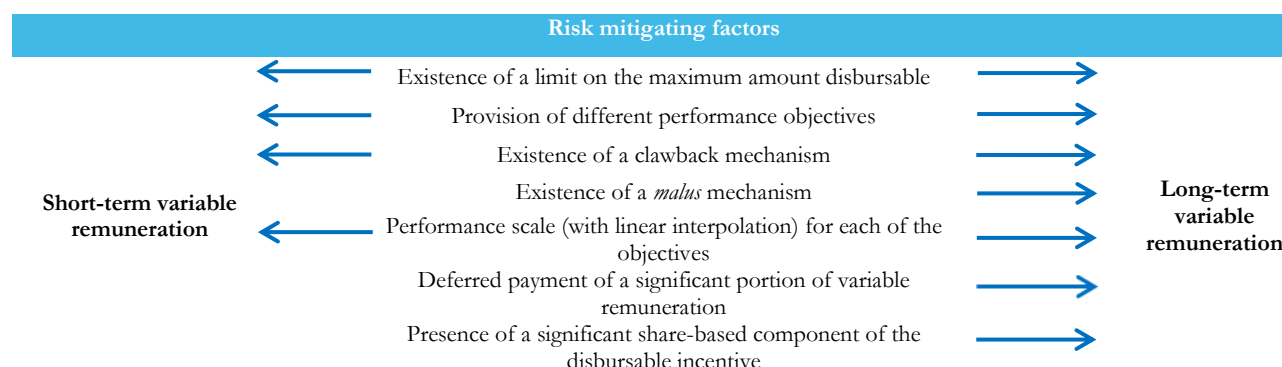 Risk mitigating factors
Existence of a limit on the maximum amount disbursable
Provision of different performance objectives
Existence of a clawback mechanism
Existence of a malus mechanism
Short-term variable
remuneration
Performance scale (with linear interpolation) for each of the
objectives
Deferred payment of a significant portion of variable
remuneration
Presence of a significant share-based component of the
disbursable incentive
Long-term
variable
remuneration